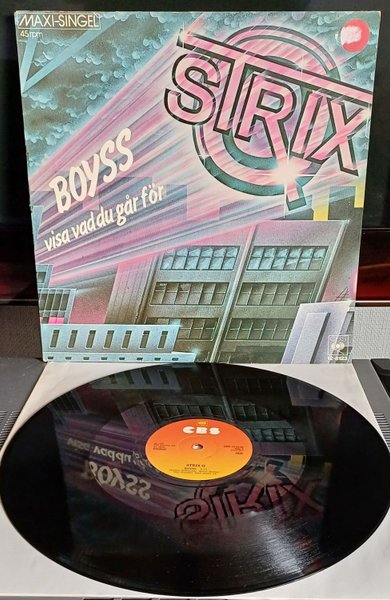 MAXI-SINGEL
45 rpm
STRIX Q
BOYSS
visa vad du går för
CBS
STRIX Q